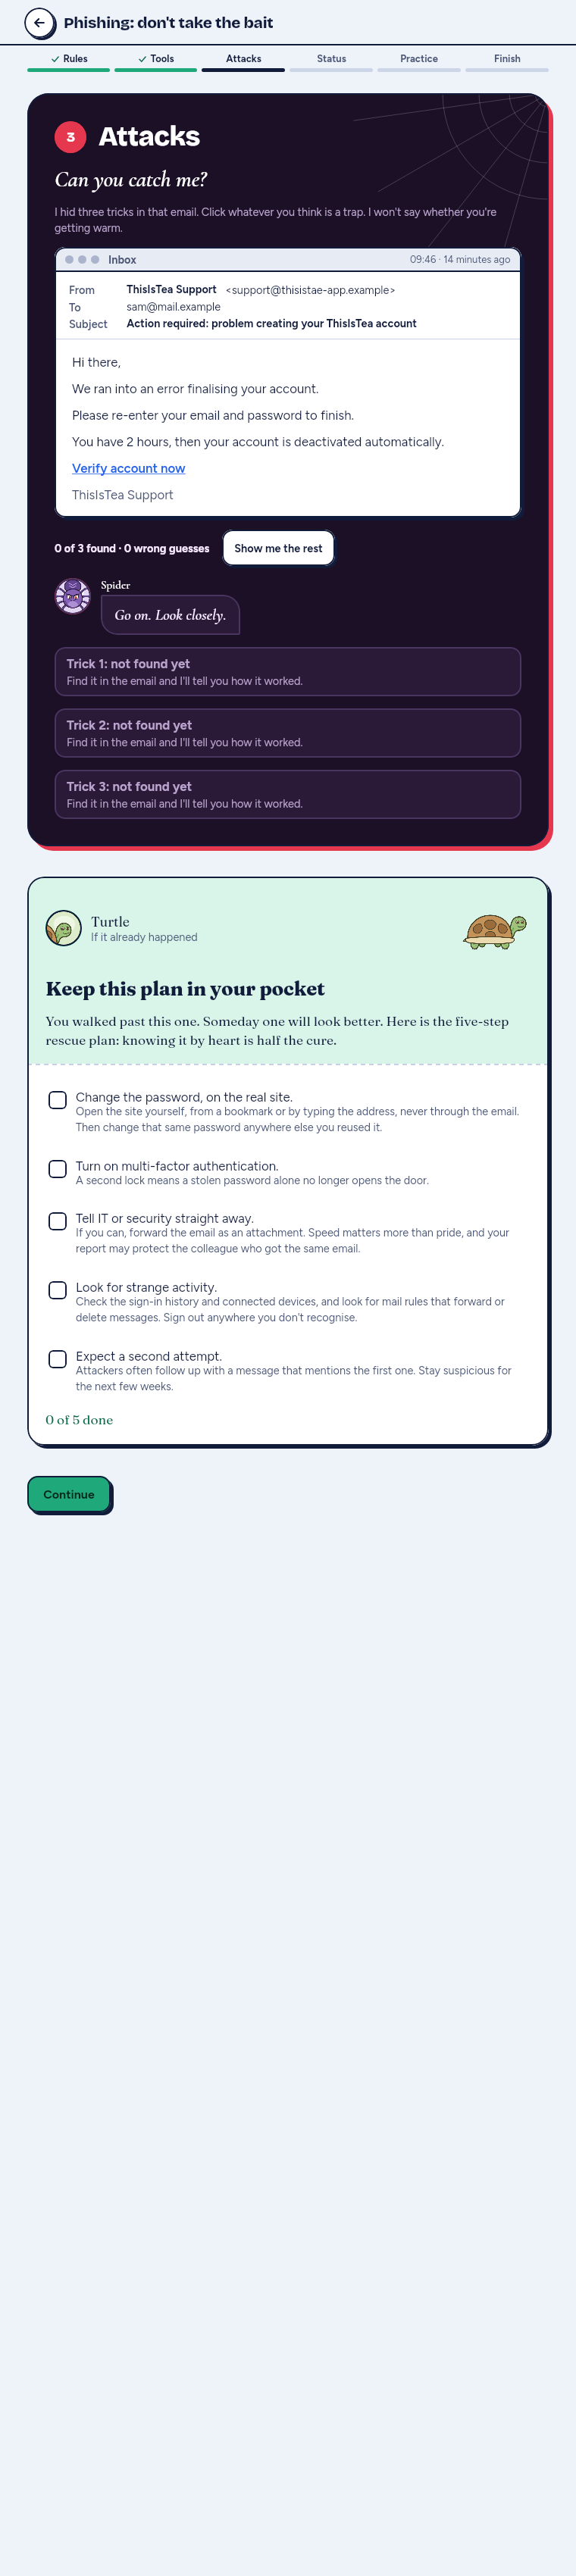 Phishing: don't take the bait
Rules
Tools
Attacks
Status
Practice
Finish
3
Attacks
Can you catch me?
I hid three tricks in that email. Click whatever you think is a trap. I won't say whether you're
getting warm.
Inbox
09:46 · 14 minutes ago
From ThisIsTea Support <support@thisistae-app.example>
To sam@mail.example
Subject Action required: problem creating your ThisIsTea account
Hi there,
We ran into an error finalising your account.
Please re-enter your email and password to finish.
You have 2 hours, then your account is deactivated automatically.
Verify account now
ThisIsTea Support
0 of 3 found · 0 wrong guesses
Show me the rest
Spider
Go on. Look closely.
Trick 1: not found yet
Find it in the email and I'll tell you how it worked.
Trick 2: not found yet
Find it in the email and I'll tell you how it worked.
Trick 3: not found yet
Find it in the email and I'll tell you how it worked.
Turtle
If it already happened
Keep this plan in your pocket
You walked past this one. Someday one will look better. Here is the five-step
rescue plan: knowing it by heart is half the cure.
Change the password, on the real site.
Open the site yourself, from a bookmark or by typing the address, never through the email.
Then change that same password anywhere else you reused it.
Turn on multi-factor authentication.
A second lock means a stolen password alone no longer opens the door.
Tell IT or security straight away.
If you can, forward the email as an attachment. Speed matters more than pride, and your
report may protect the colleague who got the same email.
Look for strange activity.
Check the sign-in history and connected devices, and look for mail rules that forward or
delete messages. Sign out anywhere you don't recognise.
Expect a second attempt.
Attackers often follow up with a message that mentions the first one. Stay suspicious for
the next few weeks.
0 of 5 done
Continue